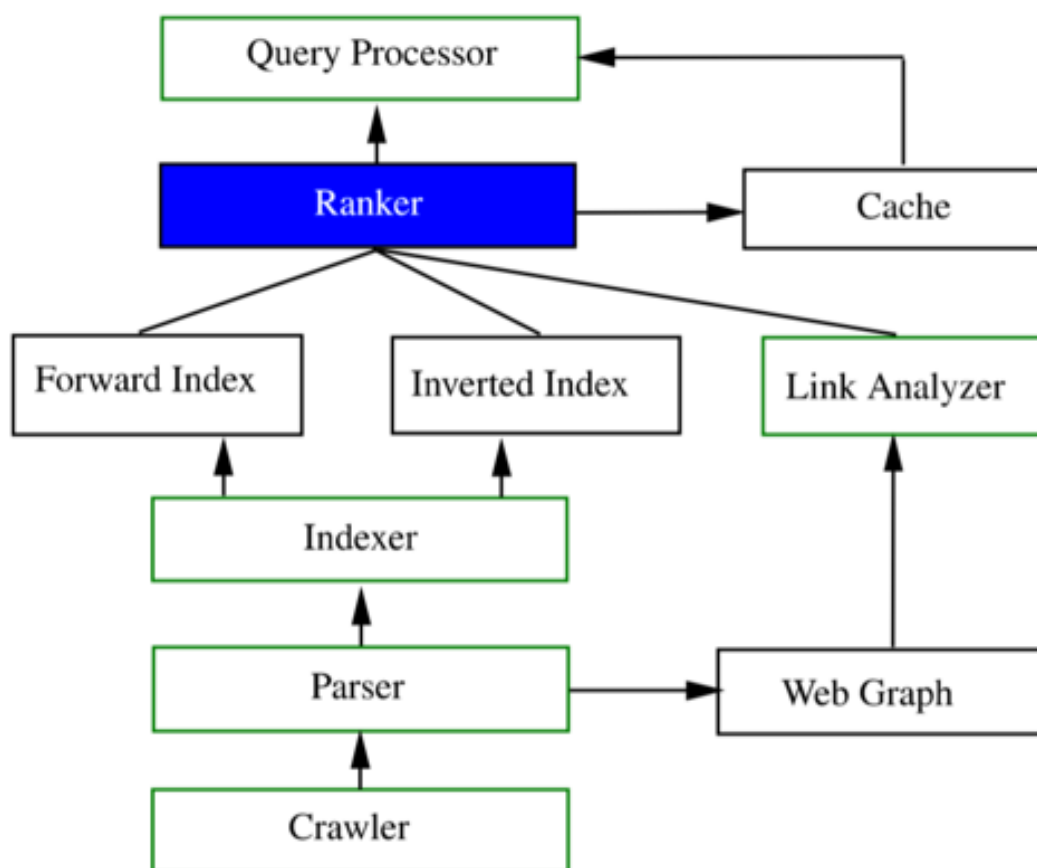 Query Processor
Ranker
Cache
Forward Index
Inverted Index
Link Analyzer
Indexer
Parser
Web Graph
Crawler